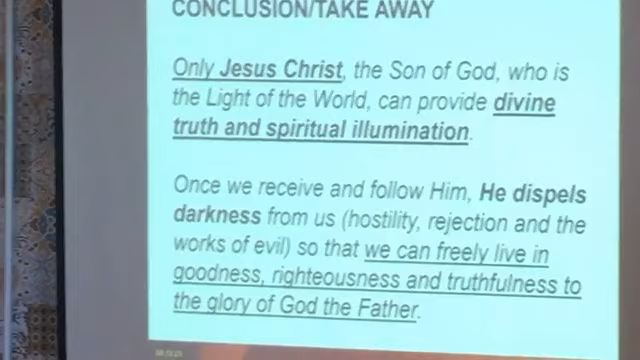 CONCLUSION/TAKE AWAY
Only Jesus Christ, the Son of God, who is
the Light of the World, can provide divine
truth and spiritual illumination.
Once we receive and follow Him, He dispels
darkness from us (hostility, rejection and the
works of evil) so that we can freely live in
goodness, righteousness and truthfulness to
the glory of God the Father.